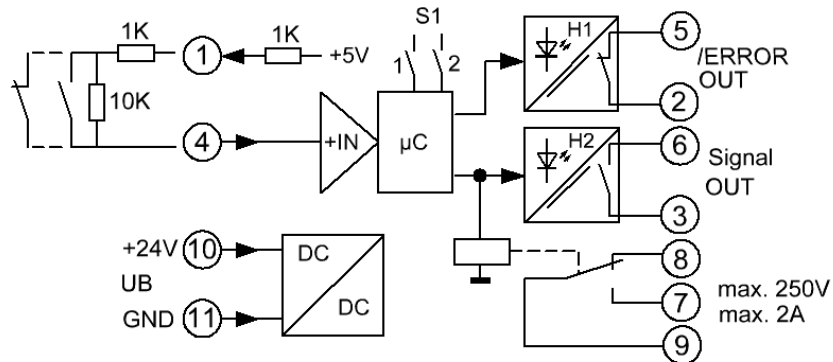 S1
H1
5
1K
1
1K
+5V
1
2
/ERROR
OUT
10K
2
4
+IN
µC
H2
6
Signal
OUT
3
+24V
10
DC
8
UB
DC
7
max. 250V
max. 2A
GND
11
9